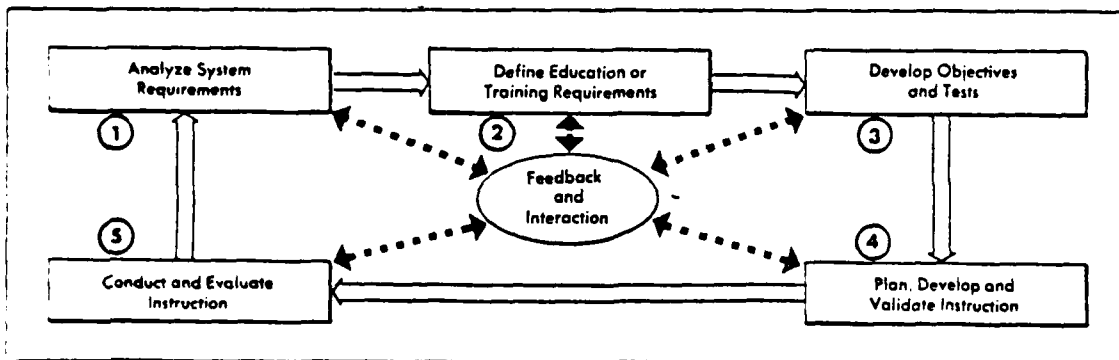 Analyze System
Requirements
1
Define Education or
Training Requirements
2
Develop Objectives
and Tests
3
Feedback
and
Interaction
4
Plan, Develop and
Validate Instruction
5
Conduct and Evaluate
Instruction